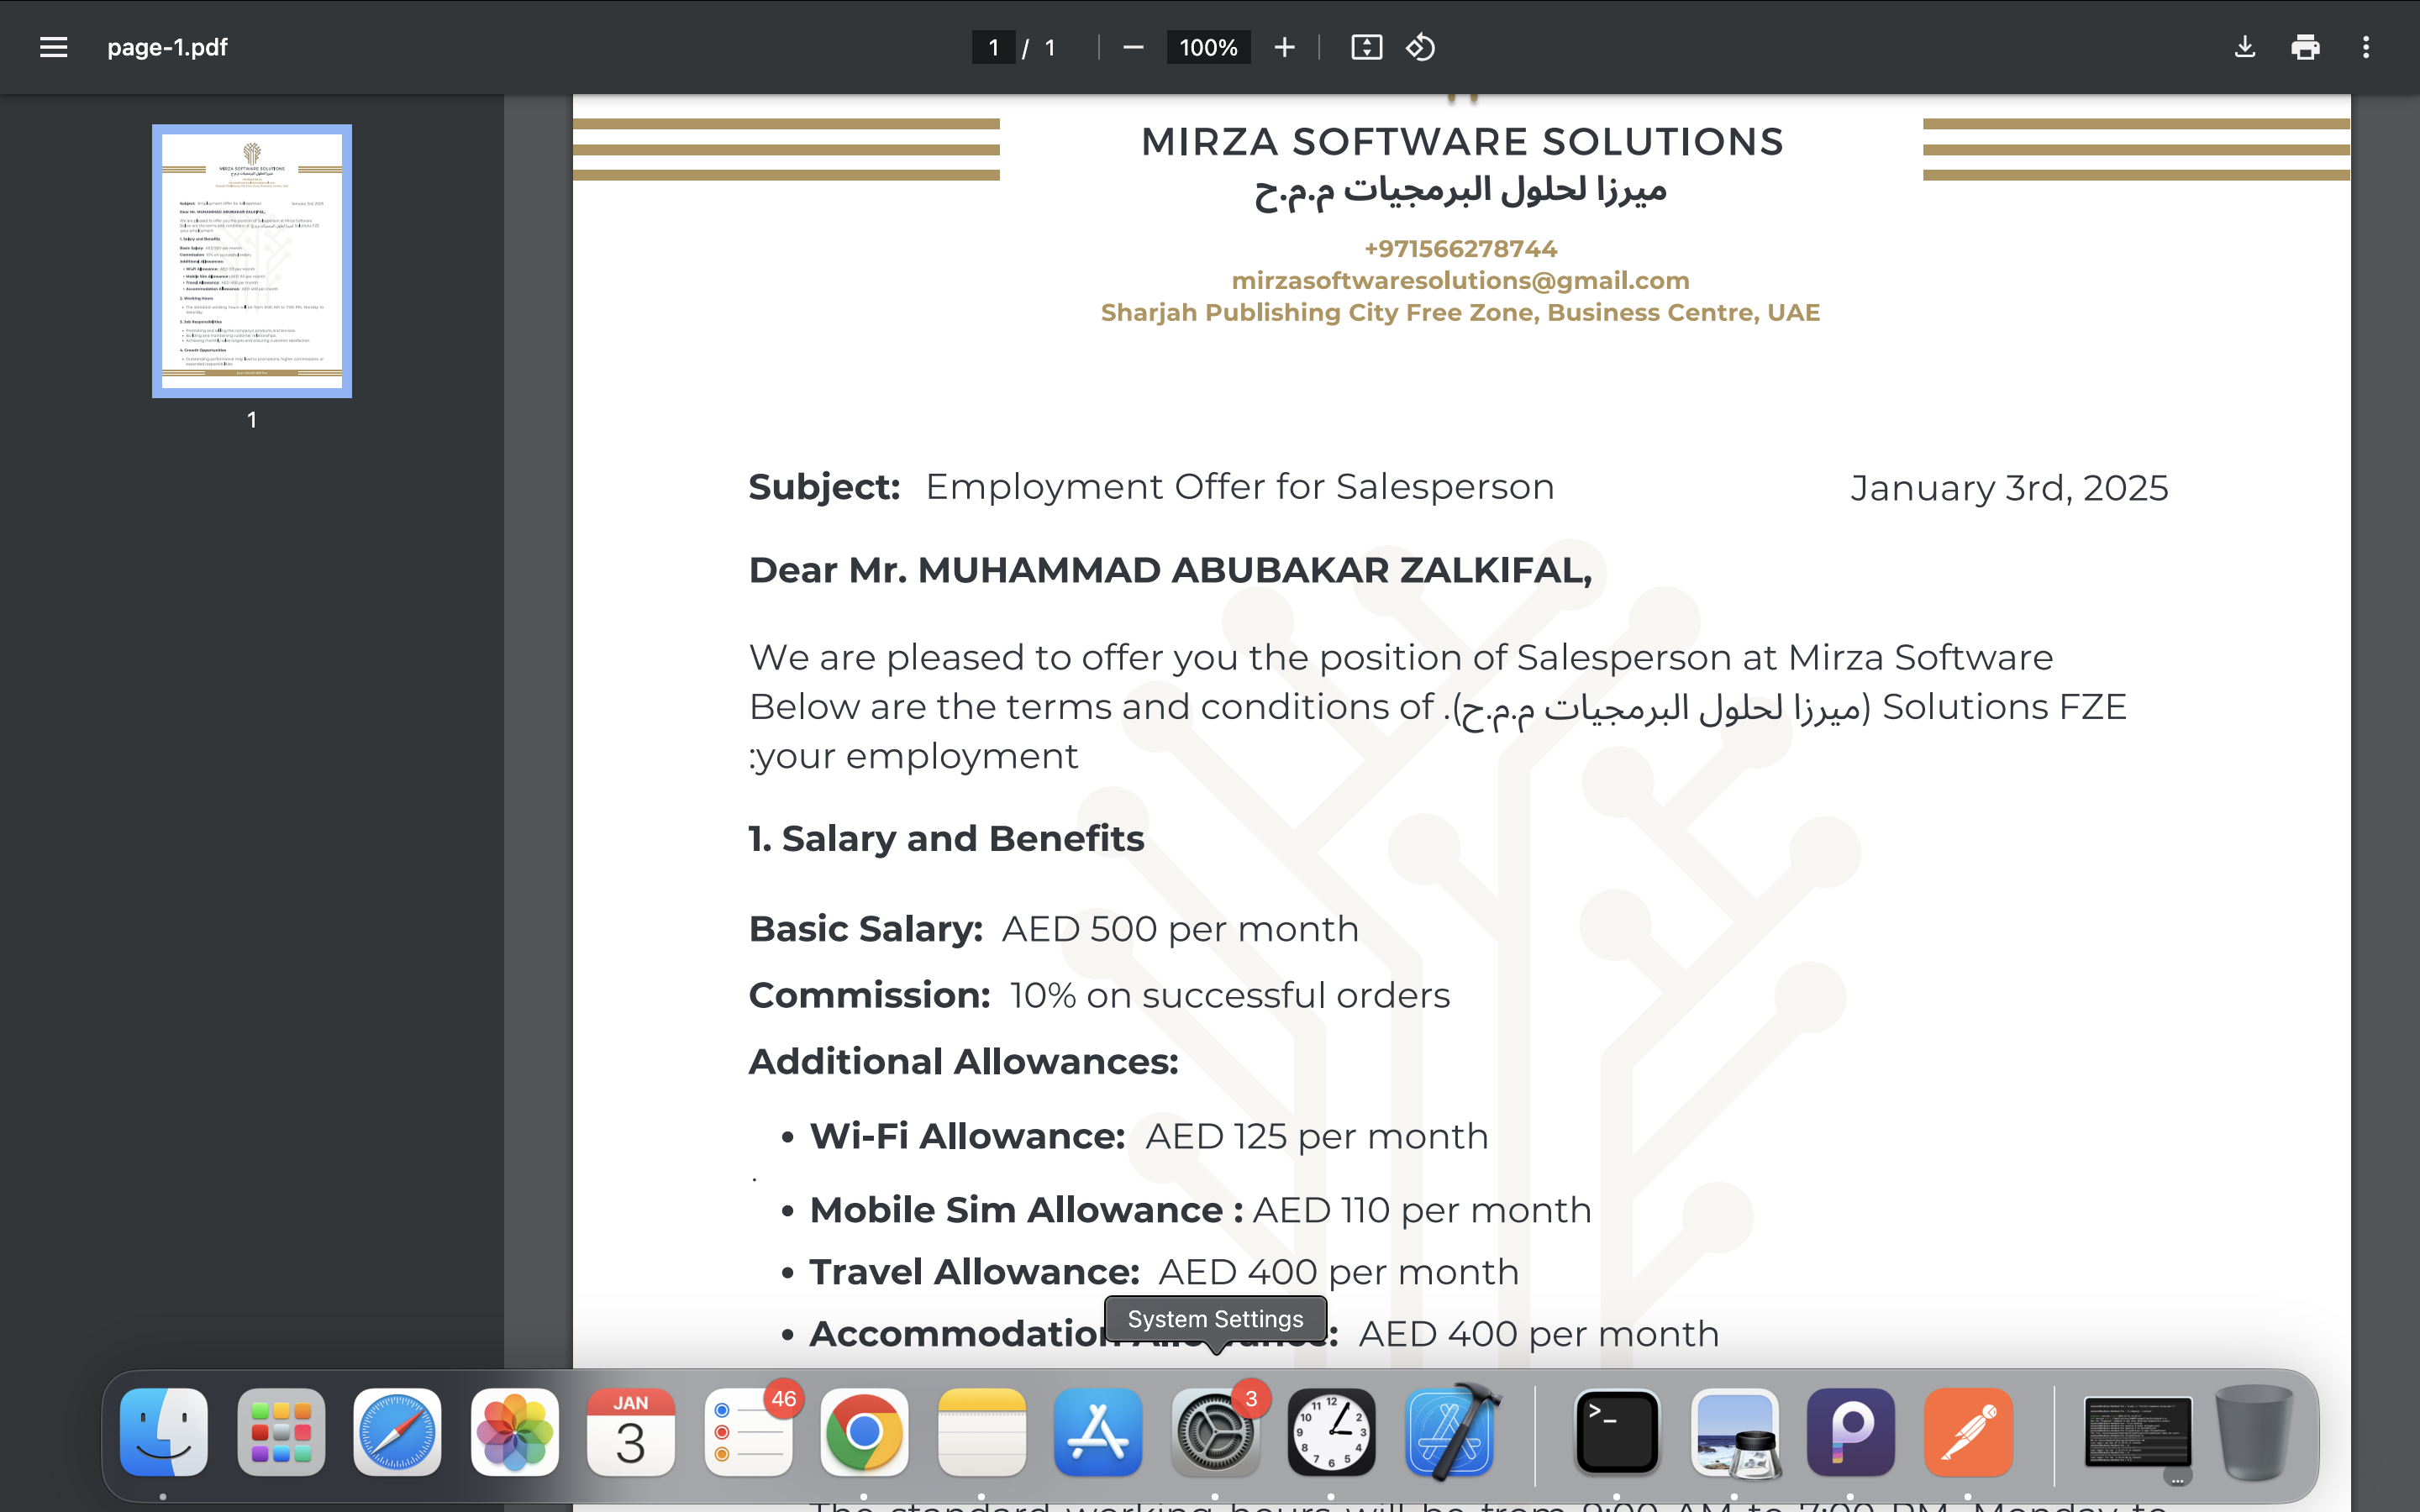 page-1.pdf
1 / 1
100%
1
MIRZA SOFTWARE SOLUTIONS
ميرزا لحلول البرمجيات م.م.ح
+971566278744
mirzasoftwaresolutions@gmail.com
Sharjah Publishing City Free Zone, Business Centre, UAE
Subject: Employment Offer for Salesperson January 3rd, 2025
Dear Mr. MUHAMMAD ABUBAKAR ZALKIFAL,
We are pleased to offer you the position of Salesperson at Mirza Software
Below are the terms and conditions of .(ميرزا لحلول البرمجيات م.م.ح) Solutions FZE
:your employment
1. Salary and Benefits
Basic Salary: AED 500 per month
Commission: 10% on successful orders
Additional Allowances:
• Wi-Fi Allowance: AED 125 per month
.
• Mobile Sim Allowance : AED 110 per month
• Travel Allowance: AED 400 per month
System Settings
• Accommodation Allowance: AED 400 per month
JAN
3
46
3
The standard working hours will be from 9:00 AM to 7:00 PM, Monday to